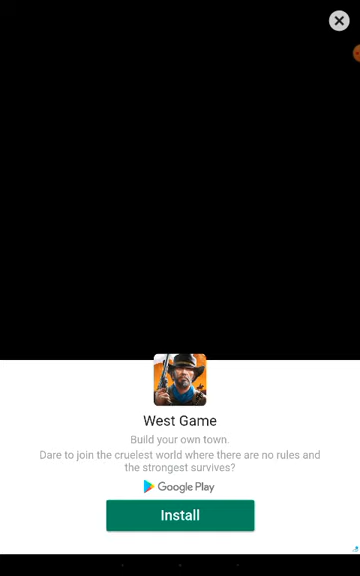 West Game
Build your own town.
Dare to join the cruelest world where there are no rules and
the strongest survives?
Google Play
Install